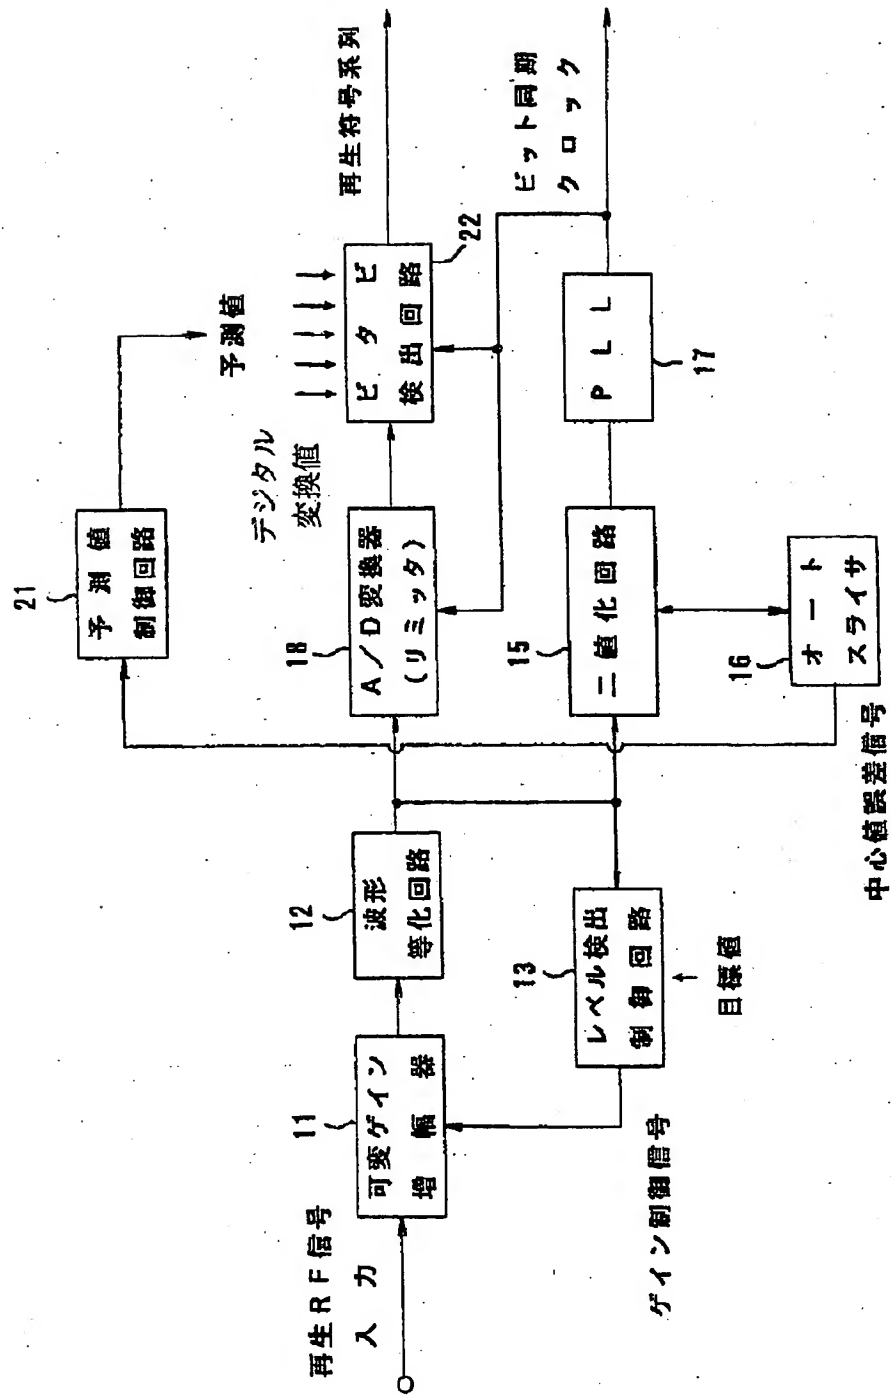 再生RF信号
入力
11
可変ゲイン
増幅器
ゲイン制御信号
12
波形
等化回路
13
レベル検出
制御回路
目標値
21
予測値
制御回路
予測値
18
A/D変換器
(リミッタ)
デジタル
変換値
15
二値化回路
16
オート
スライサ
中心値誤差信号
ビタビ
検出回路
22
再生符号系列
PLL
17
ビット同期
クロック